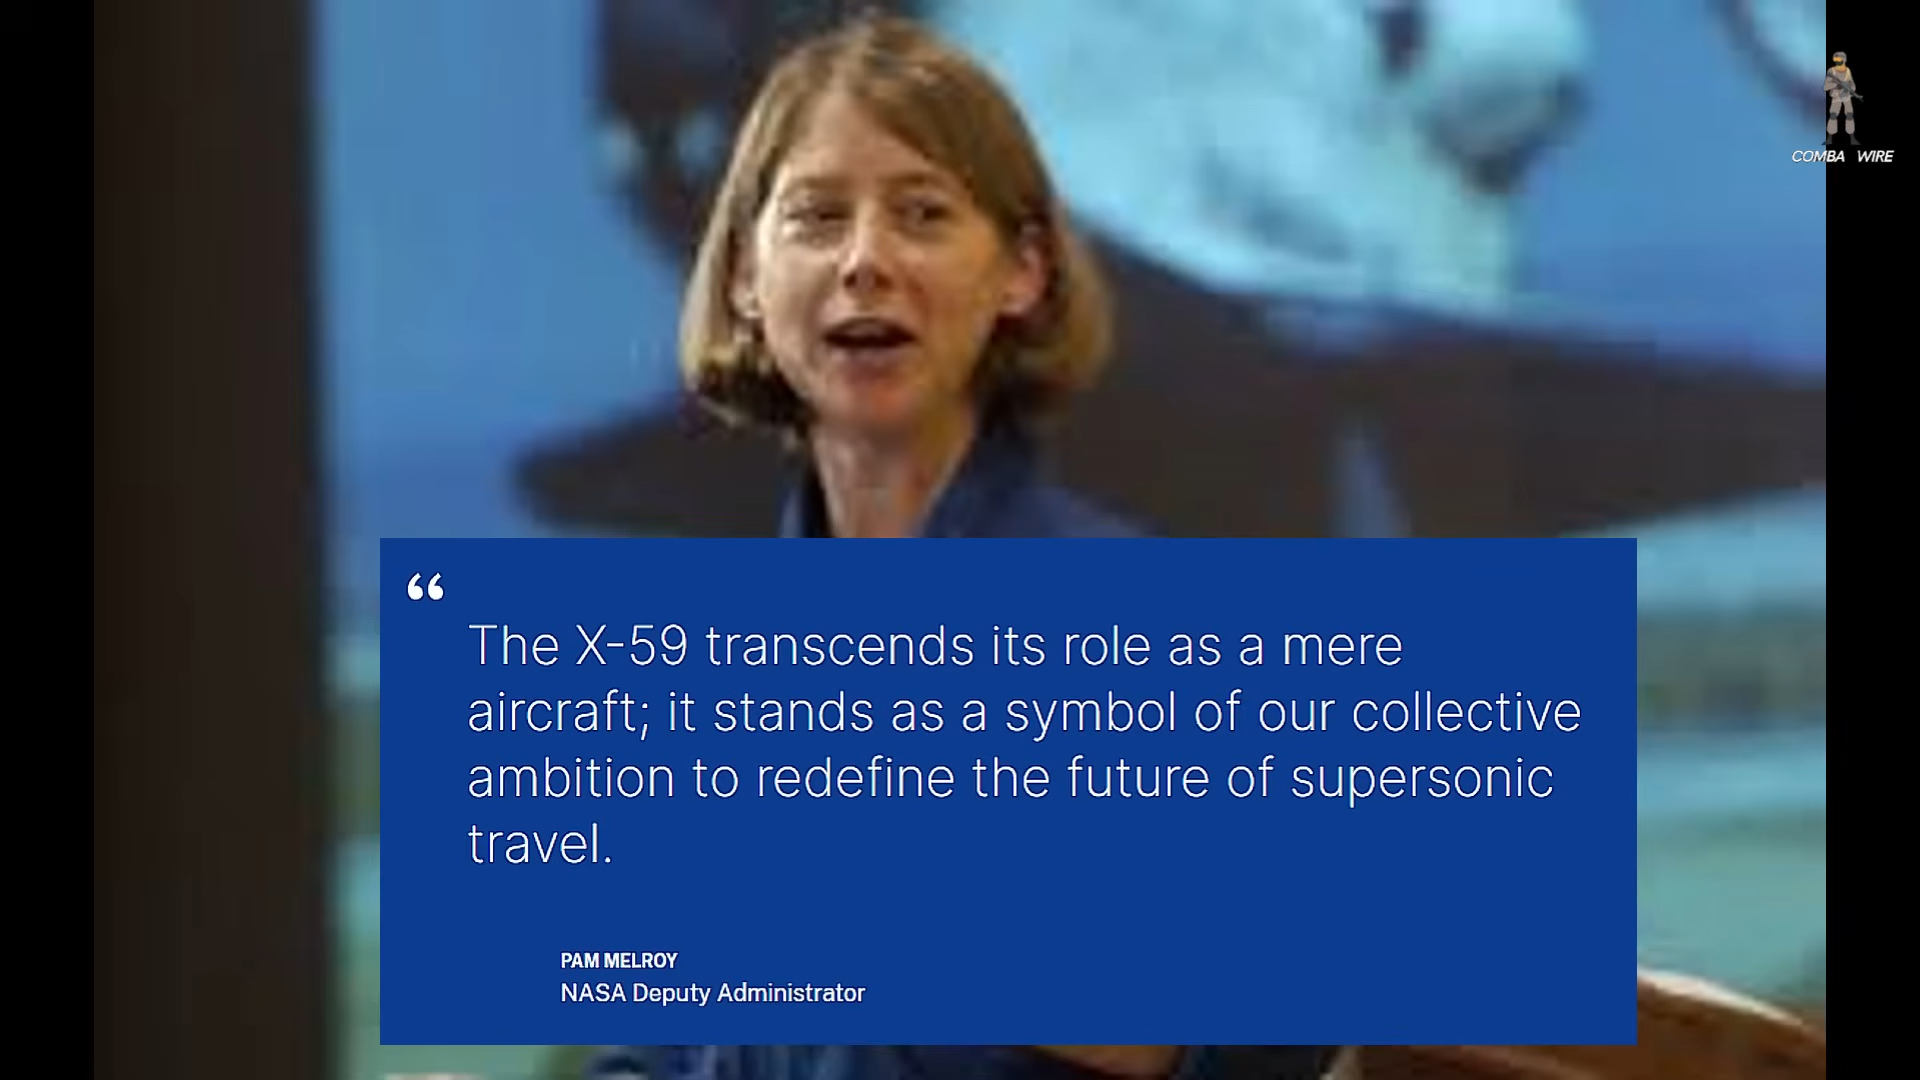 COMBA WIRE
“
The X-59 transcends its role as a mere
aircraft; it stands as a symbol of our collective
ambition to redefine the future of supersonic
travel.
PAM MELROY
NASA Deputy Administrator